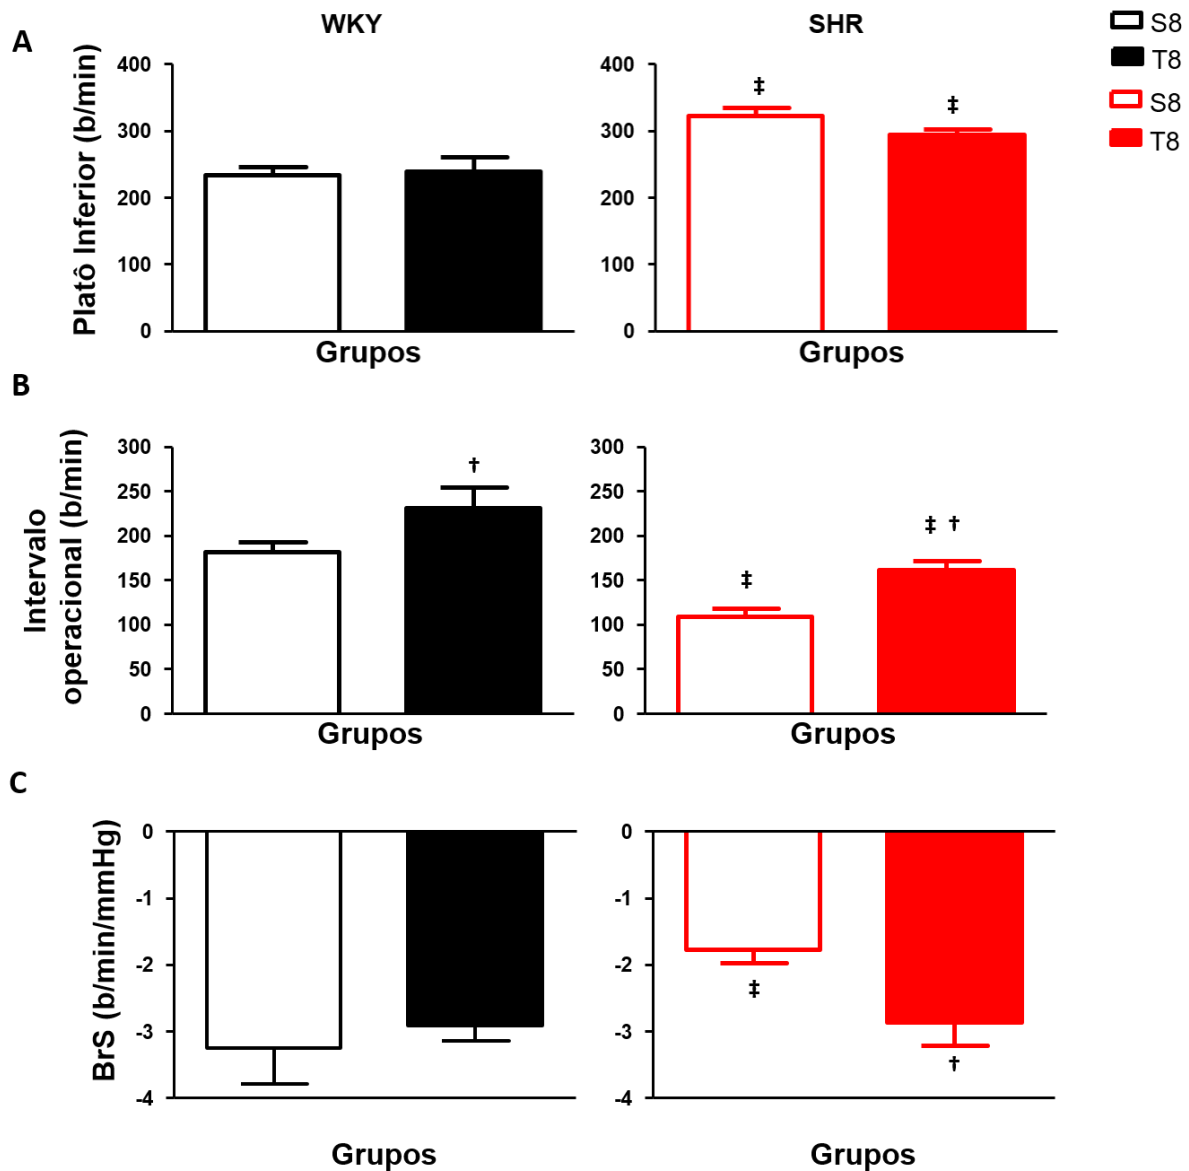 WKY
SHR
S8
T8
S8
T8
A
Platô Inferior (b/min)
400
300
200
100
0
Grupos
400
300
200
100
0
‡
‡
Grupos
B
Intervalo
operacional (b/min)
300
250
200
150
100
50
0
†
Grupos
300
250
200
150
100
50
0
‡
‡ †
Grupos
C
BrS (b/min/mmHg)
0
-1
-2
-3
-4
Grupos
0
-1
-2
-3
-4
‡
†
Grupos